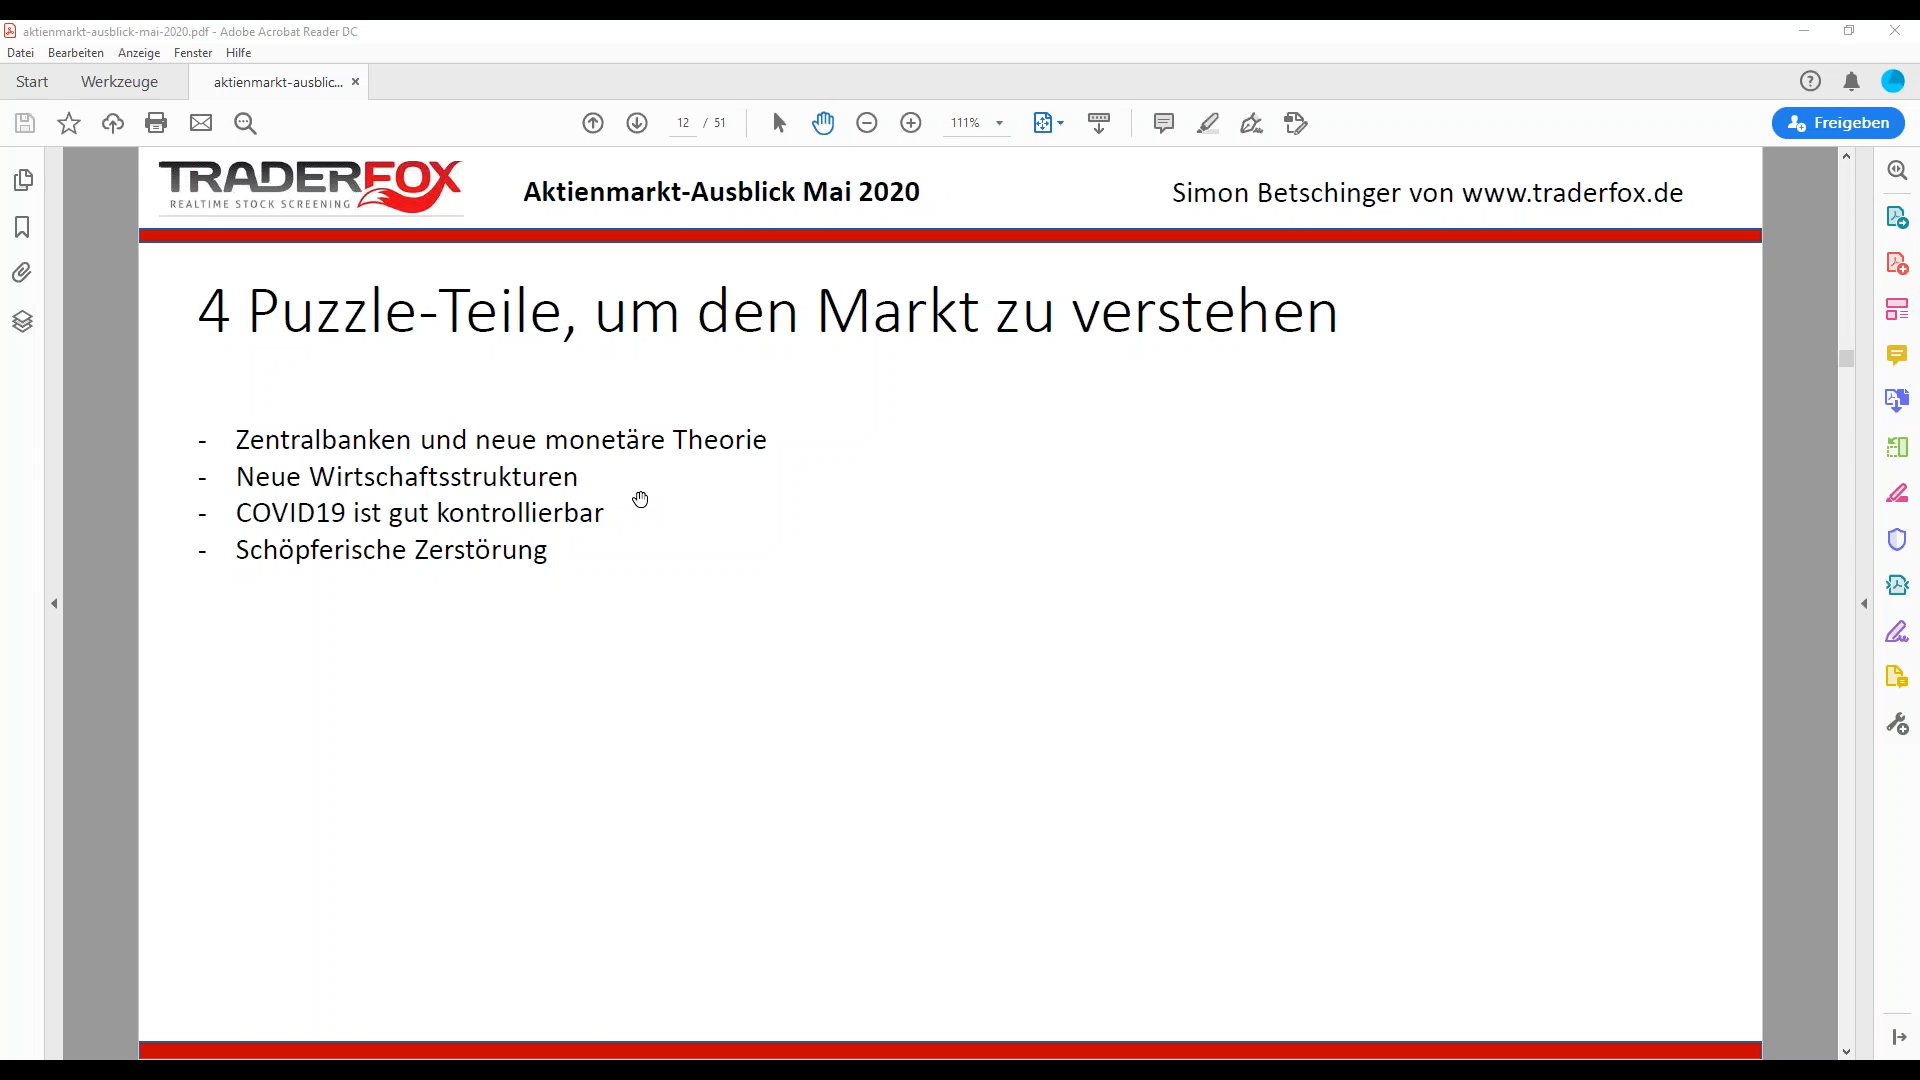 aktienmarkt-ausblick-mai-2020.pdf - Adobe Acrobat Reader DC
Datei Bearbeiten Anzeige Fenster Hilfe
Start Werkzeuge aktienmarkt-ausblic... ×
12 / 51 111% Freigeben
TRADERFOX
REALTIME STOCK SCREENING
Aktienmarkt-Ausblick Mai 2020
Simon Betschinger von www.traderfox.de
4 Puzzle-Teile, um den Markt zu verstehen
- Zentralbanken und neue monetäre Theorie
- Neue Wirtschaftsstrukturen
- COVID19 ist gut kontrollierbar
- Schöpferische Zerstörung